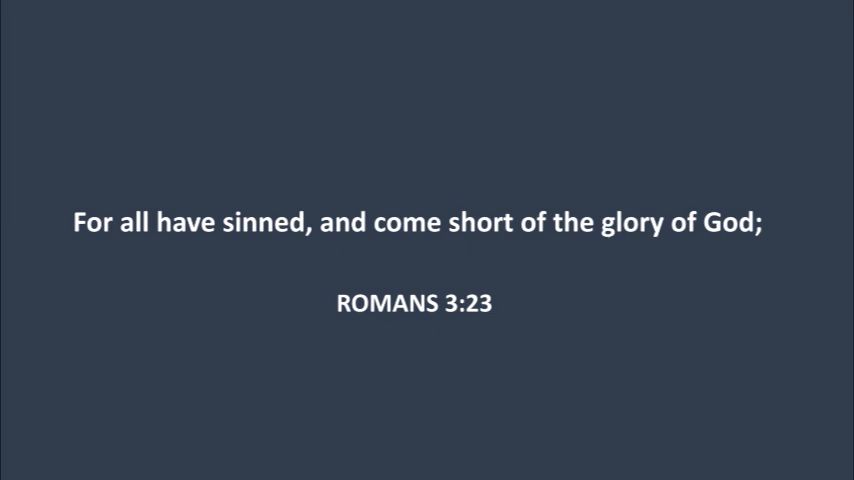 For all have sinned, and come short of the glory of God;
ROMANS 3:23